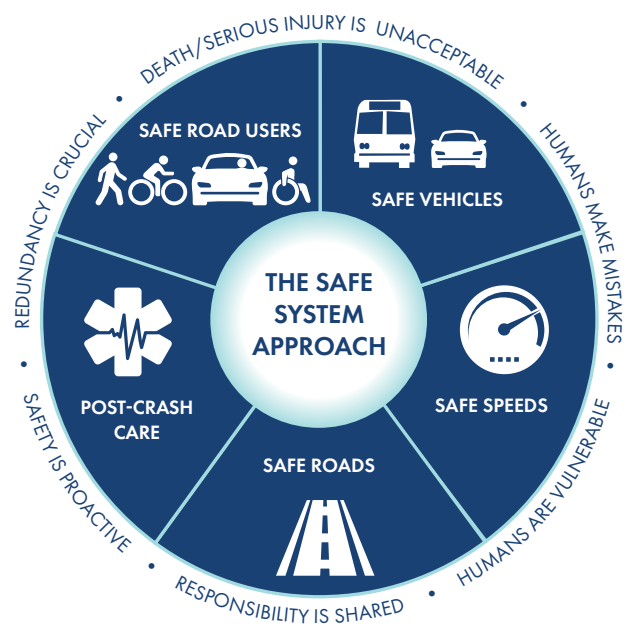 DEATH/SERIOUS INJURY IS UNACCEPTABLE
HUMANS MAKE MISTAKES
HUMANS ARE VULNERABLE
RESPONSIBILITY IS SHARED
SAFETY IS PROACTIVE
REDUNDANCY IS CRUCIAL
SAFE ROAD USERS
SAFE VEHICLES
THE SAFE
SYSTEM
APPROACH
SAFE SPEEDS
POST-CRASH
CARE
SAFE ROADS